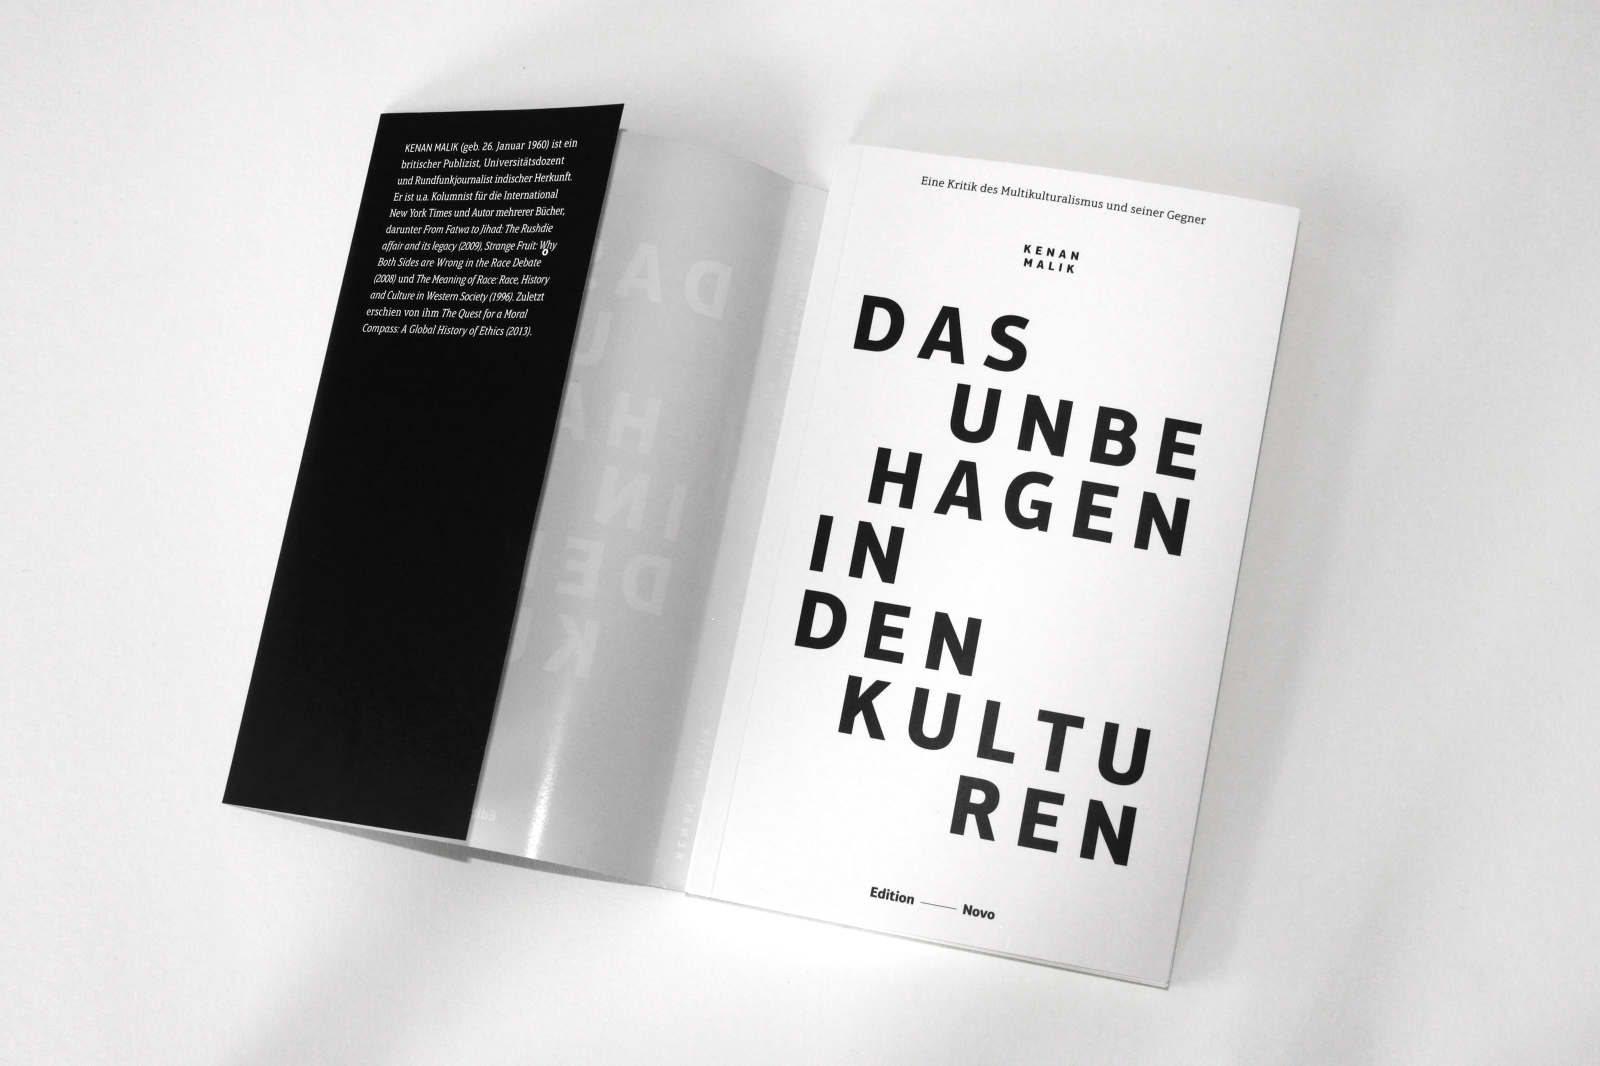 KENAN MALIK (geb. 26. Januar 1960) ist ein
britischer Publizist, Universitätsdozent
und Rundfunkjournalist indischer Herkunft.
Er ist u.a. Kolumnist für die International
New York Times und Autor mehrerer Bücher,
darunter From Fatwa to Jihad: The Rushdie
affair and its legacy (2009), Strange Fruit: Why
Both Sides are Wrong in the Race Debate
(2008) und The Meaning of Race: Race, History
and Culture in Western Society (1996). Zuletzt
erschien von ihm The Quest for a Moral
Compass: A Global History of Ethics (2013).
Eine Kritik des Multikulturalismus und seiner Gegner
KENAN
MALIK
DAS
UNBE
HAGEN
IN
DEN
KULTU
REN
Edition Novo